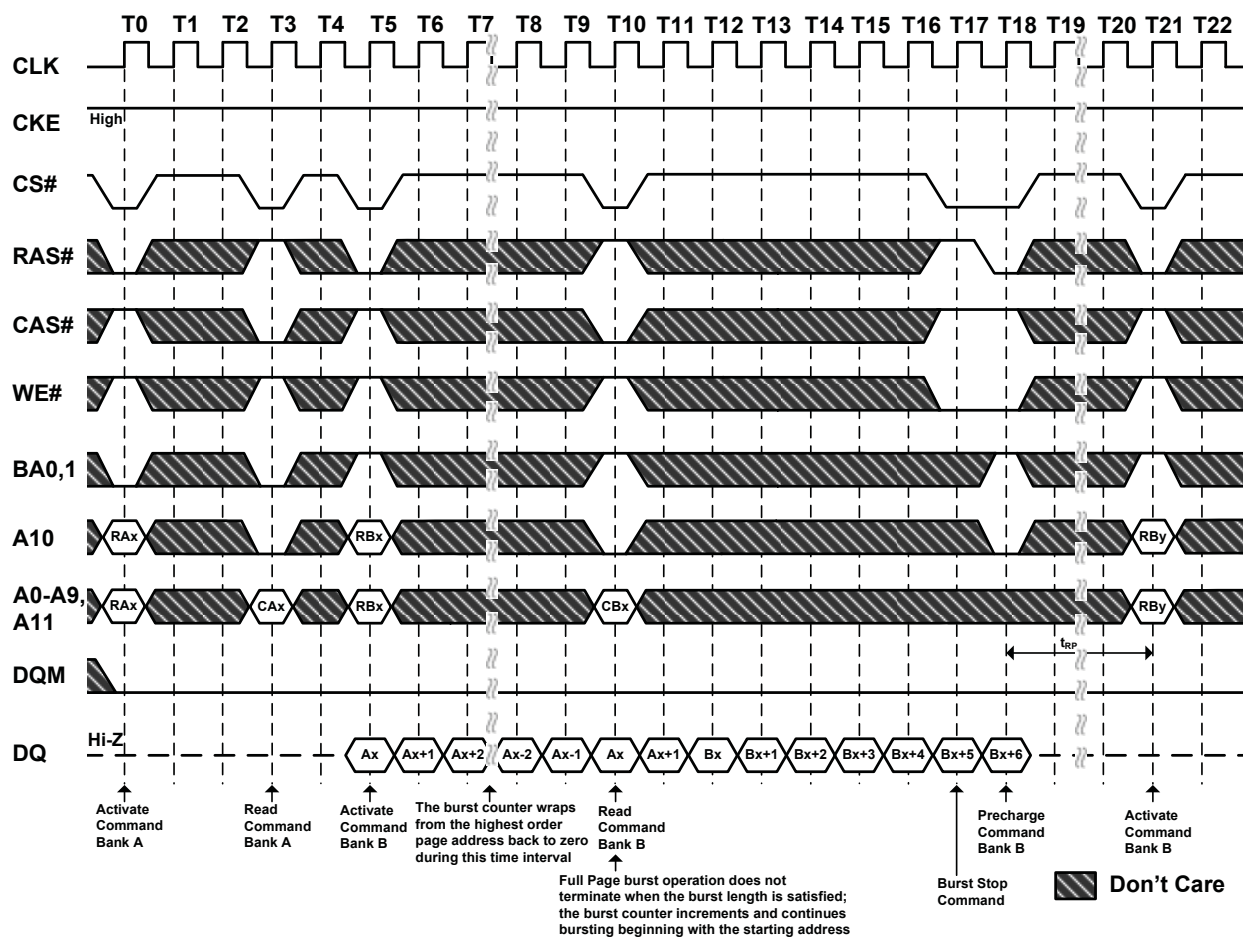 T0 T1 T2 T3 T4 T5 T6 T7 T8 T9 T10 T11 T12 T13 T14 T15 T16 T17 T18 T19 T20 T21 T22
CLK
CKE High
CS#
RAS#
CAS#
WE#
BA0,1
A10 RAx RBx RBy
A0-A9,
A11 RAx CAx RBx CBx RBy
tRP
DQM
DQ Hi-Z Ax Ax+1 Ax+2 Ax-2 Ax-1 Ax Ax+1 Bx Bx+1 Bx+2 Bx+3 Bx+4 Bx+5 Bx+6
Activate
Command
Bank A
Read
Command
Bank A
Activate
Command
Bank B
The burst counter wraps
from the highest order
page address back to zero
during this time interval
Read
Command
Bank B
Full Page burst operation does not
terminate when the burst length is satisfied;
the burst counter increments and continues
bursting beginning with the starting address
Burst Stop
Command
Precharge
Command
Bank B
Activate
Command
Bank B
Don't Care